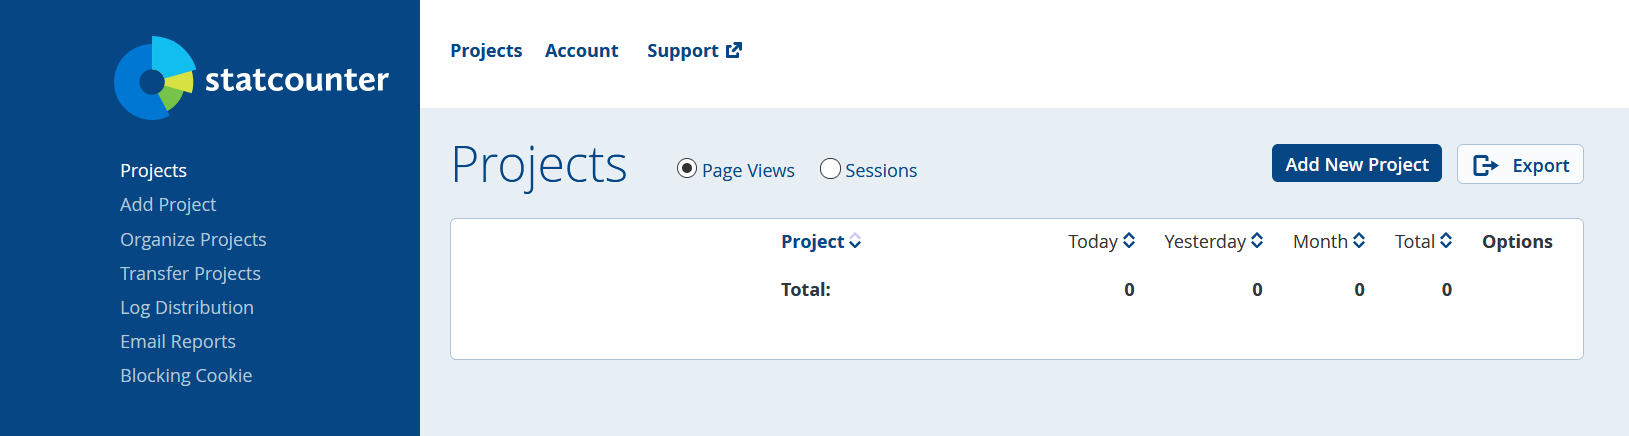 statcounter
Projects
Add Project
Organize Projects
Transfer Projects
Log Distribution
Email Reports
Blocking Cookie
Projects Account Support
Projects Page Views Sessions Add New Project Export
Project Today Yesterday Month Total Options
Total: 0 0 0 0